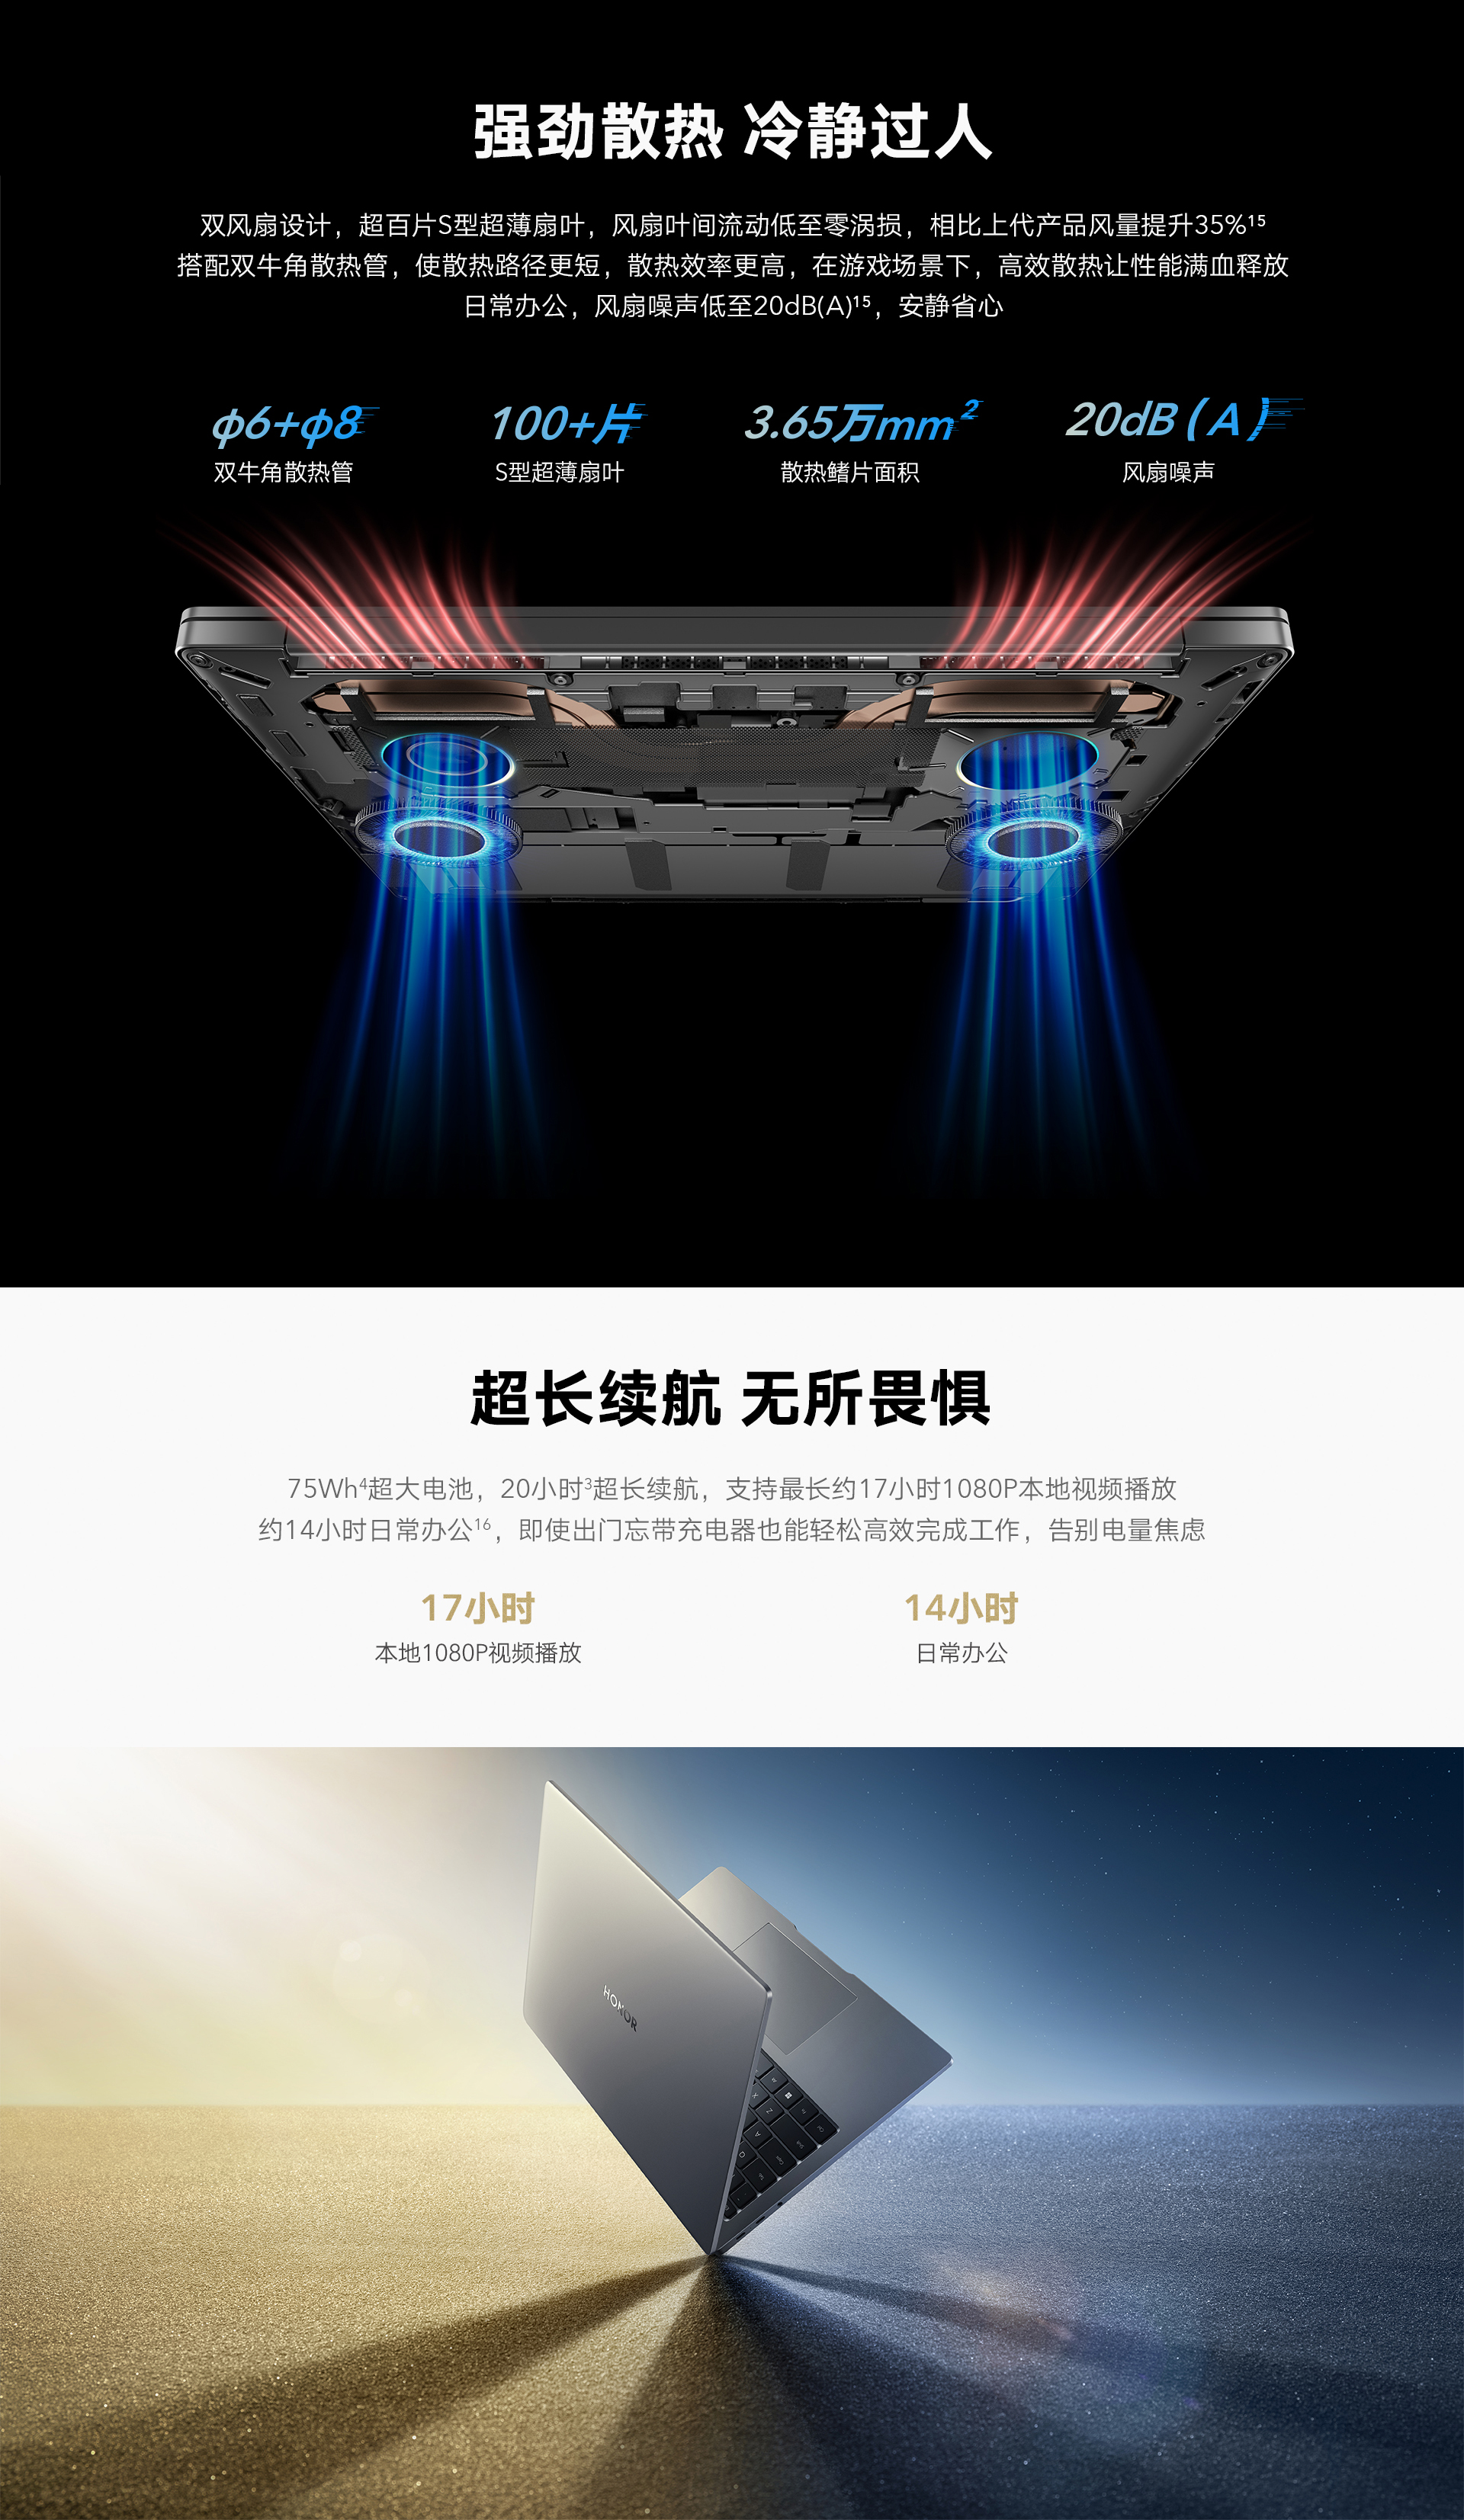 强劲散热 冷静过人
双风扇设计，超百片S型超薄扇叶，风扇叶间流动低至零涡损，相比上代产品风量提升35%¹⁵
搭配双牛角散热管，使散热路径更短，散热效率更高，在游戏场景下，高效散热让性能满血释放
日常办公，风扇噪声低至20dB(A)¹⁵，安静省心
ф6+ф8
双牛角散热管
100+片
S型超薄扇叶
3.65万mm²
散热鳍片面积
20dB（A）
风扇噪声
超长续航 无所畏惧
75Wh⁴超大电池，20小时³超长续航，支持最长约17小时1080P本地视频播放
约14小时日常办公¹⁶，即使出门忘带充电器也能轻松高效完成工作，告别电量焦虑
17小时
本地1080P视频播放
14小时
日常办公
HONOR